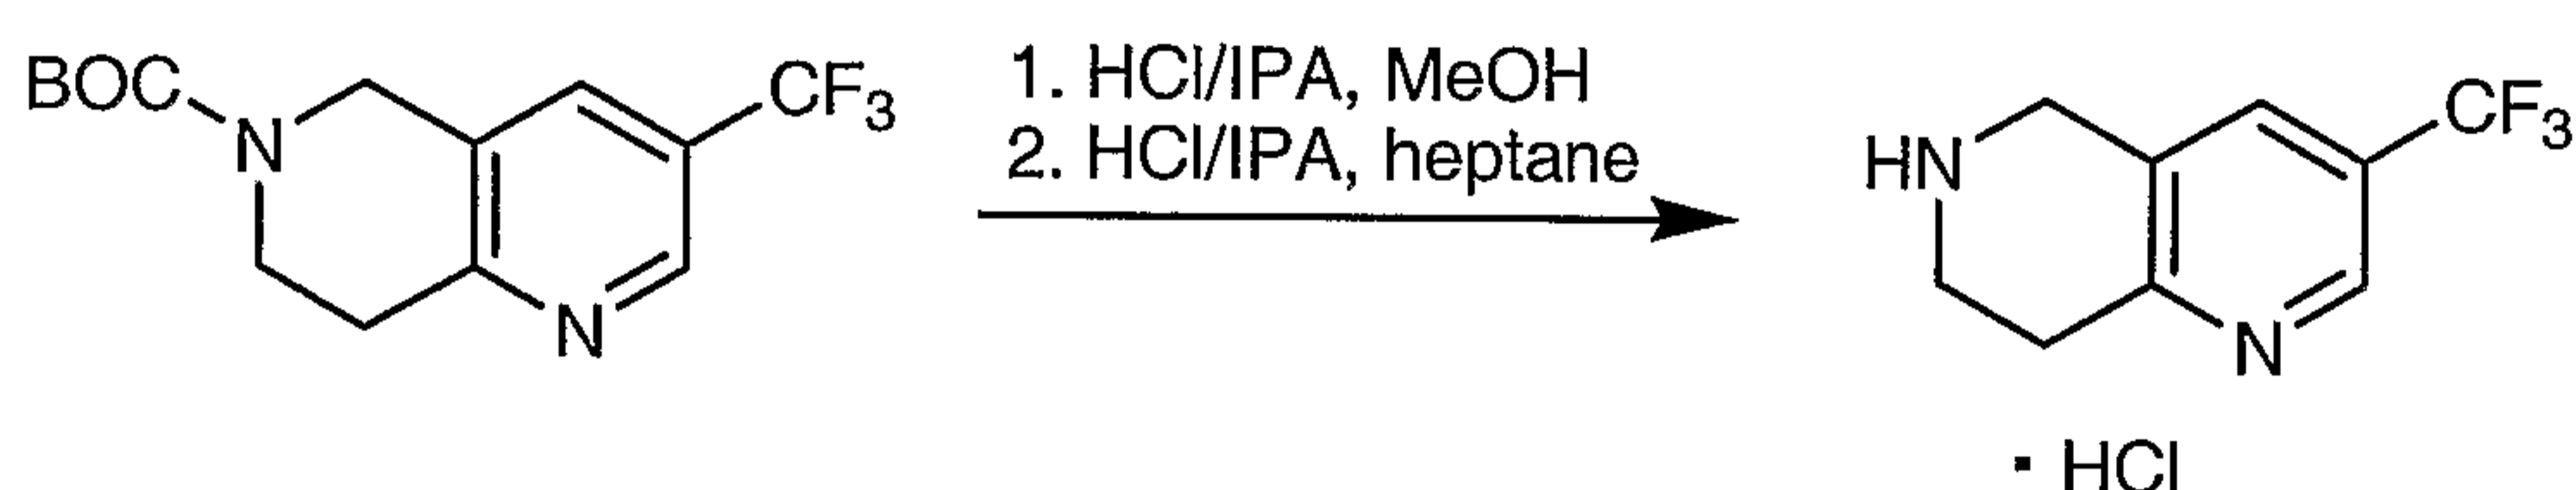 BOC
N
CF3
N
1. HCl/IPA, MeOH
2. HCl/IPA, heptane
HN
CF3
N
▪ HCl